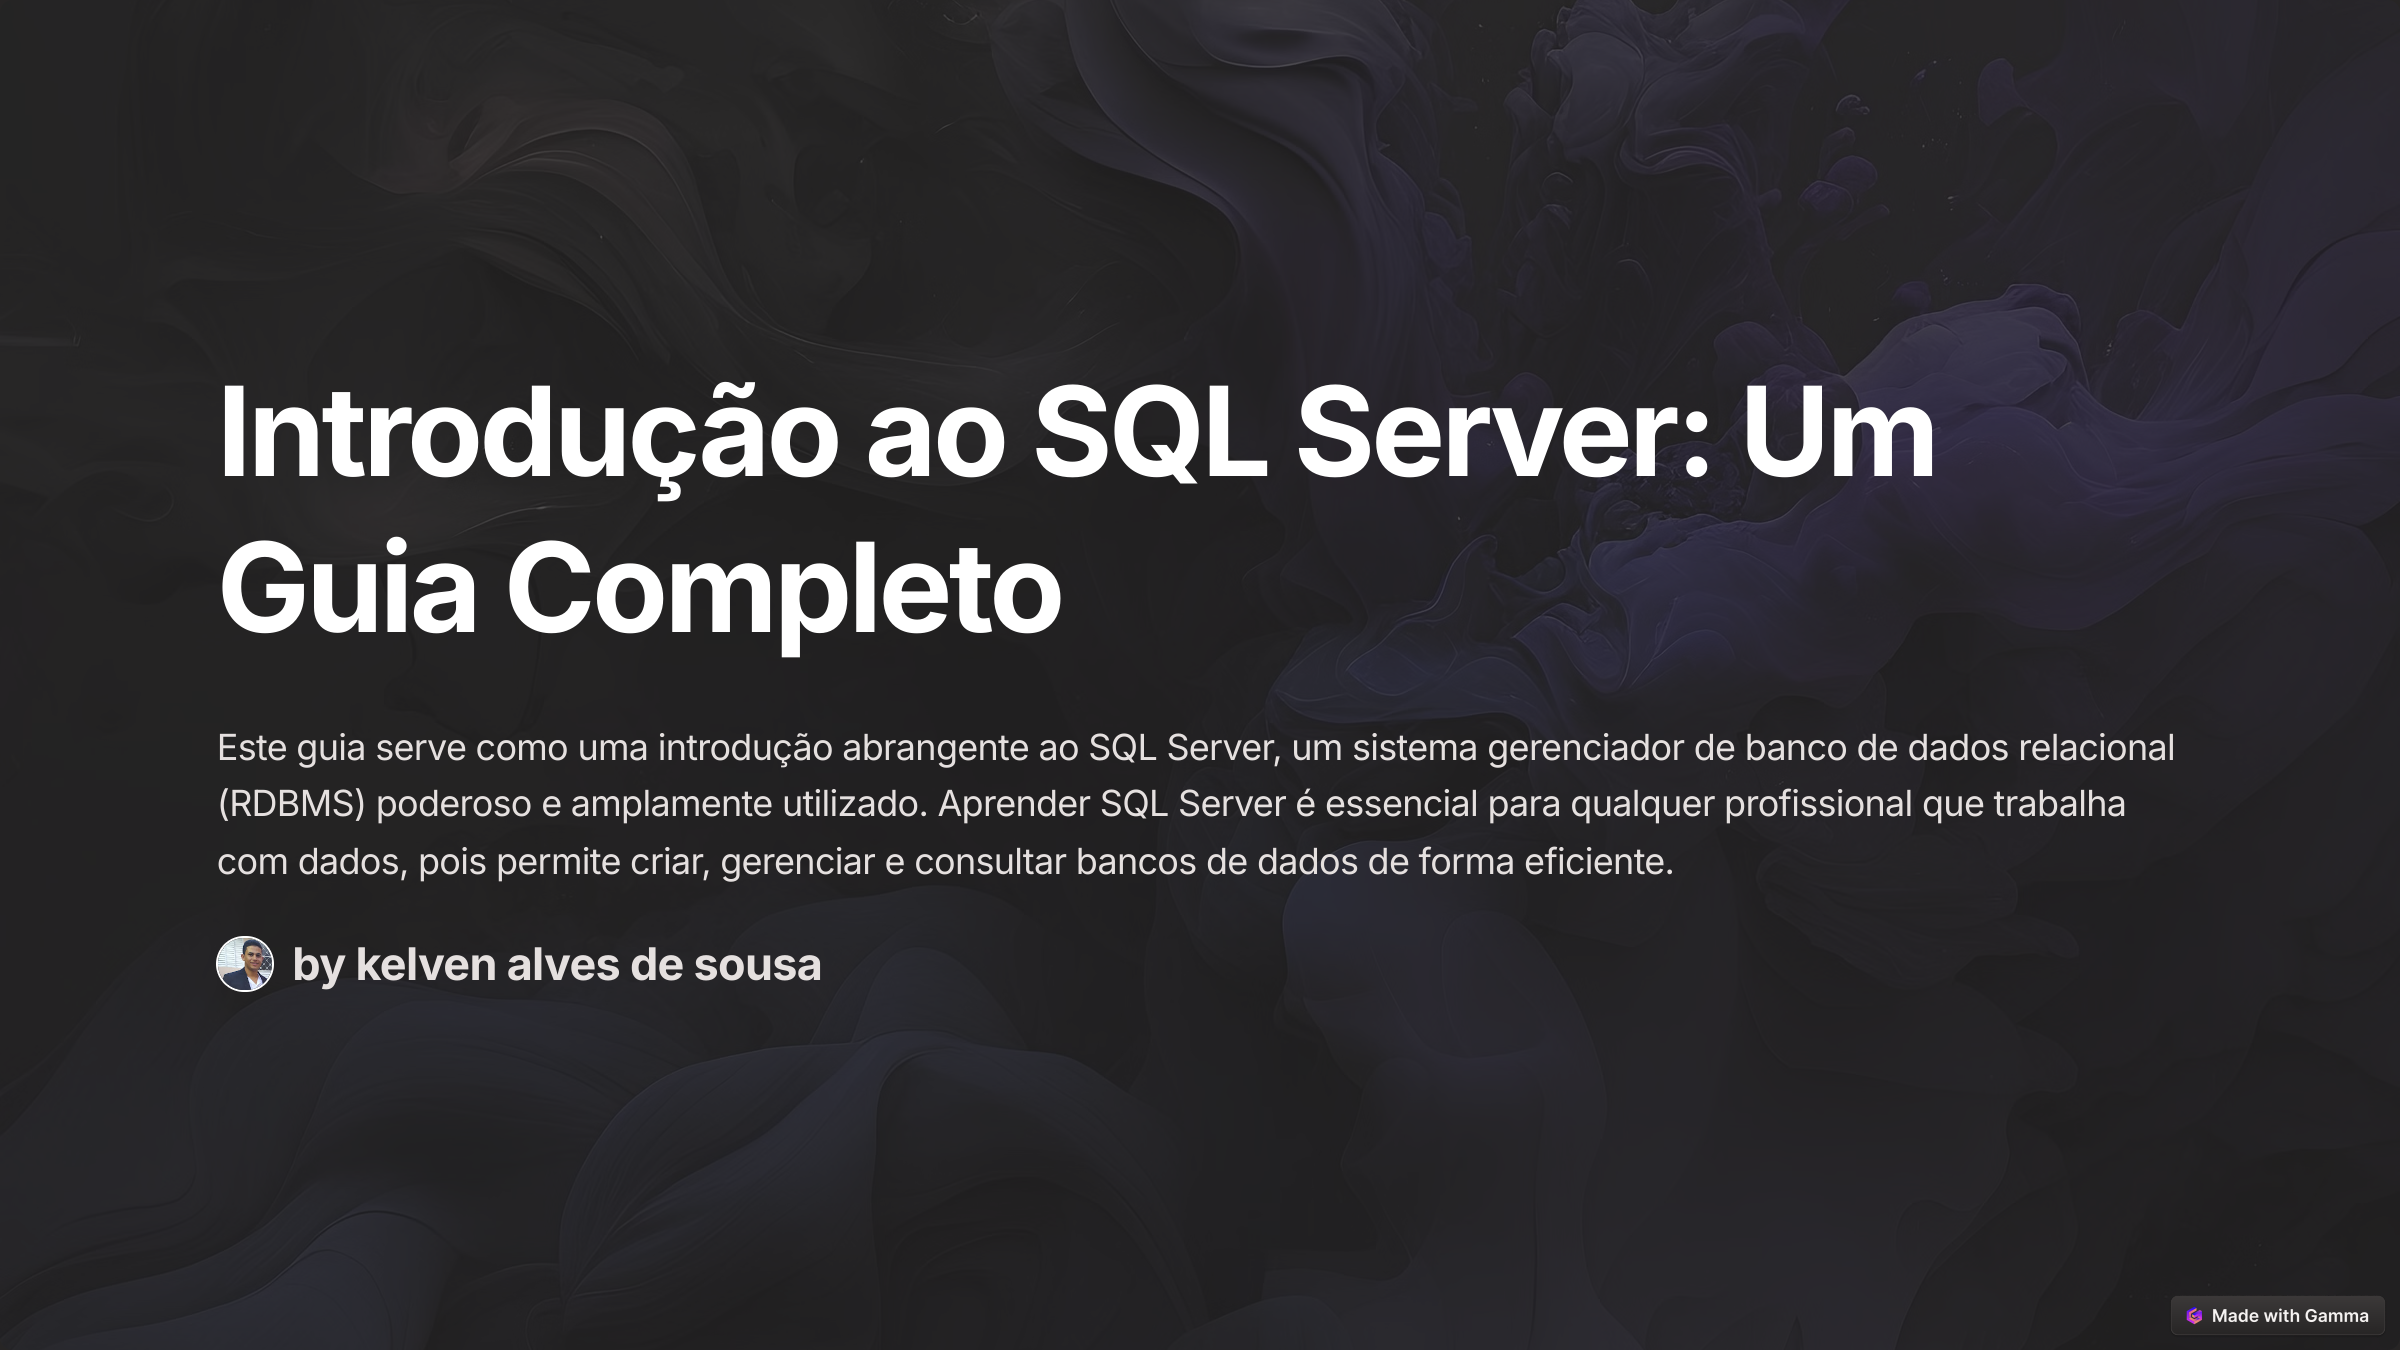 Introdução ao SQL Server: Um
Guia Completo
Este guia serve como uma introdução abrangente ao SQL Server, um sistema gerenciador de banco de dados relacional
(RDBMS) poderoso e amplamente utilizado. Aprender SQL Server é essencial para qualquer profissional que trabalha
com dados, pois permite criar, gerenciar e consultar bancos de dados de forma eficiente.
by kelven alves de sousa
Made with Gamma